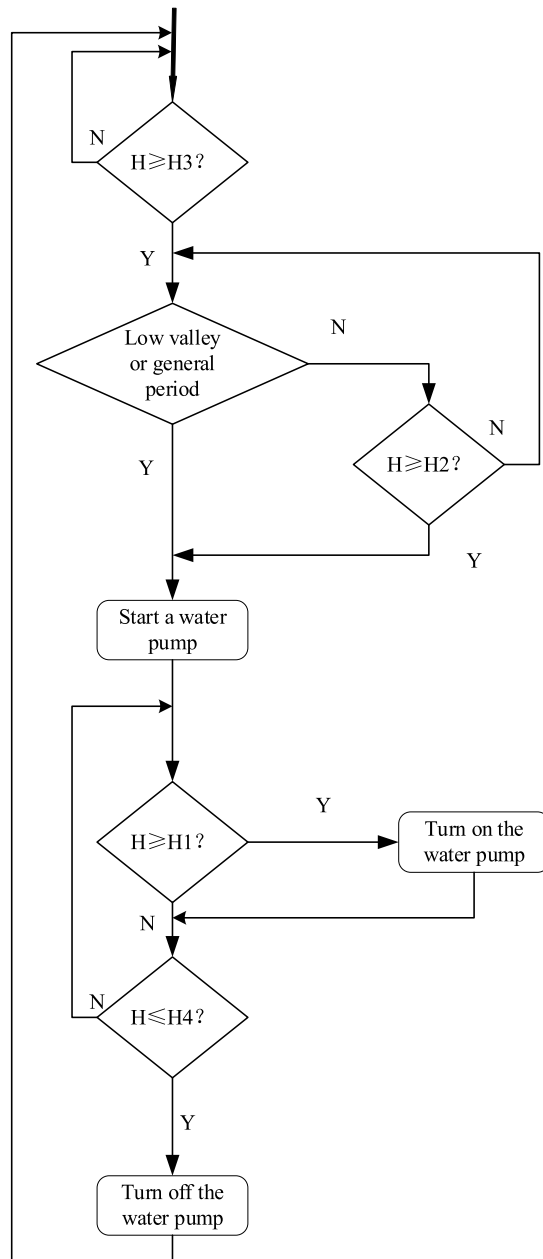 N
H≥H3?
Y
Low valley
or general
period
N
Y
H≥H2?
N
Y
Start a water
pump
H≥H1?
Y
Turn on the
water pump
N
H≤H4?
N
Y
Turn off the
water pump